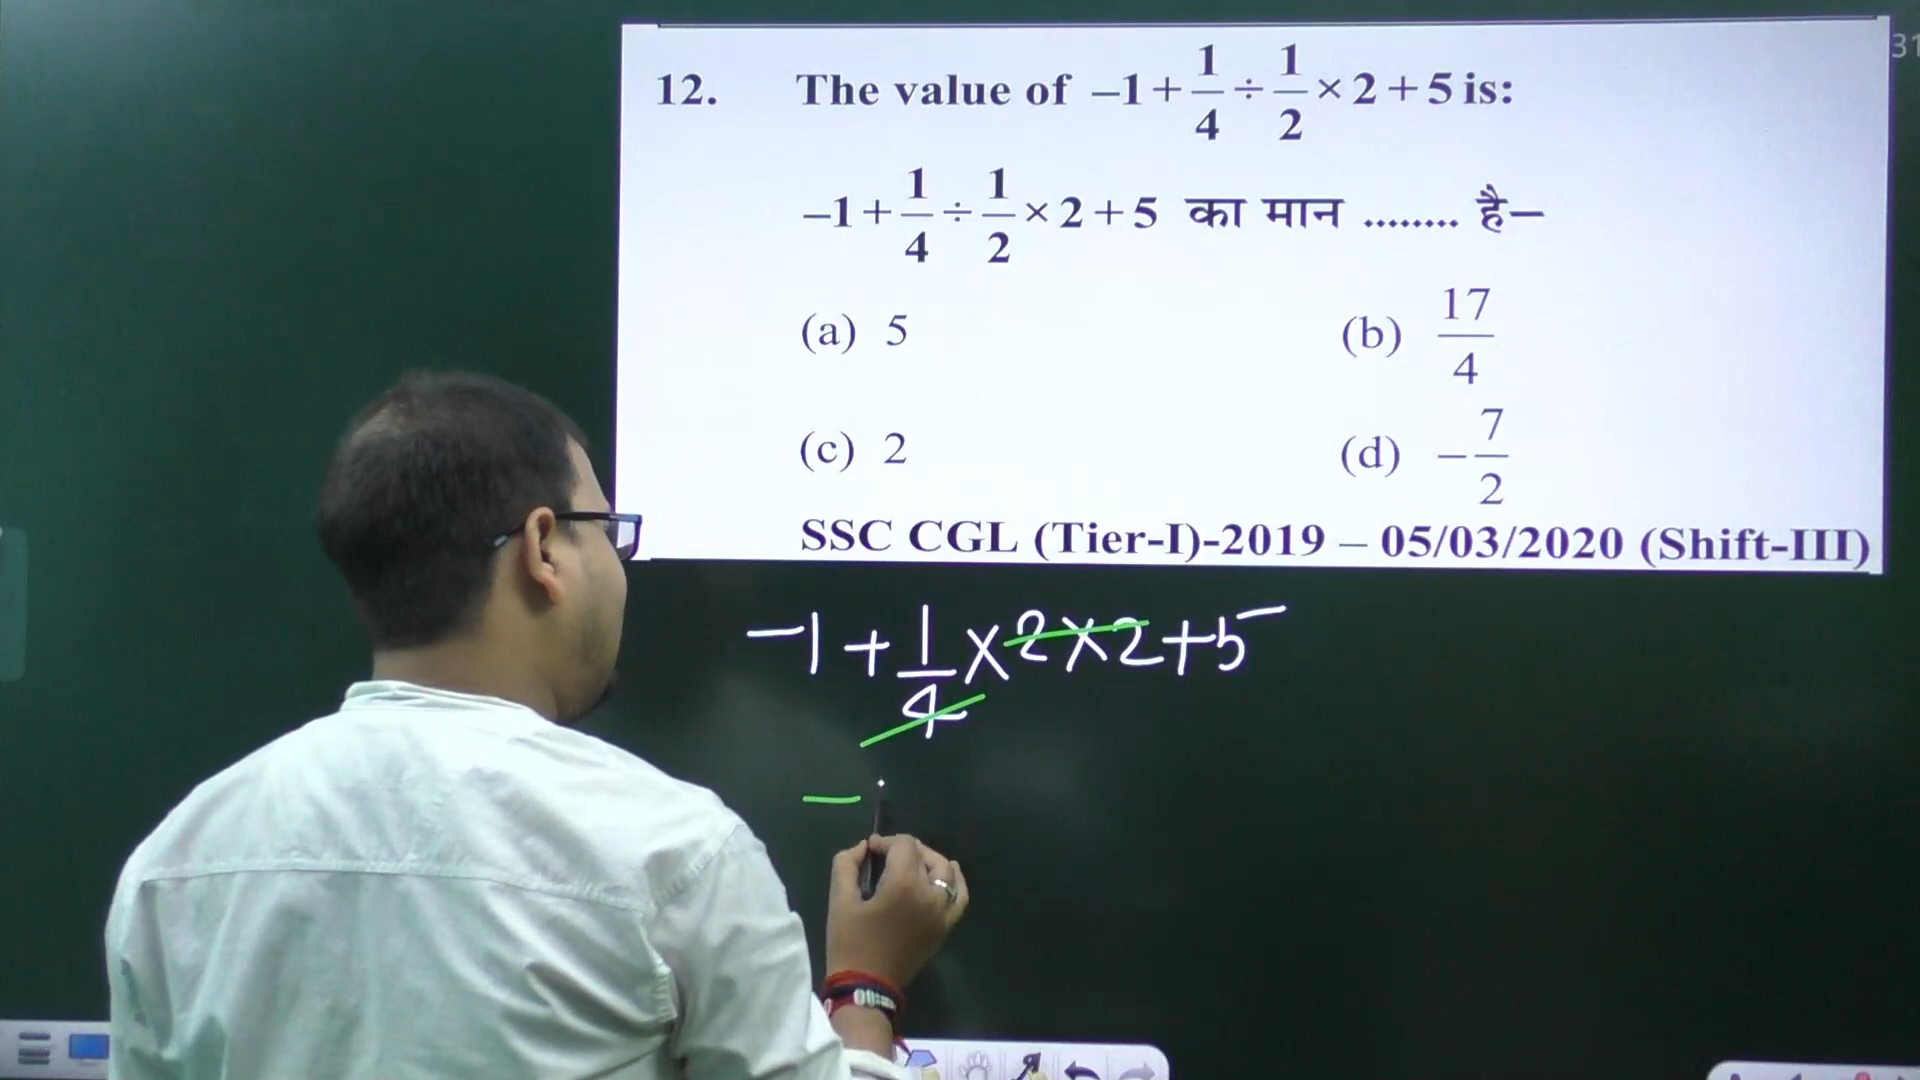 31
12. The value of –1 + 1/4 ÷ 1/2 × 2 + 5 is:
–1 + 1/4 ÷ 1/2 × 2 + 5 का मान ........ है–
(a) 5 (b) 17/4
(c) 2 (d) –7/2
SSC CGL (Tier-I)-2019 – 05/03/2020 (Shift-III)
-1 + 1/4 × 2 × 2 + 5
–